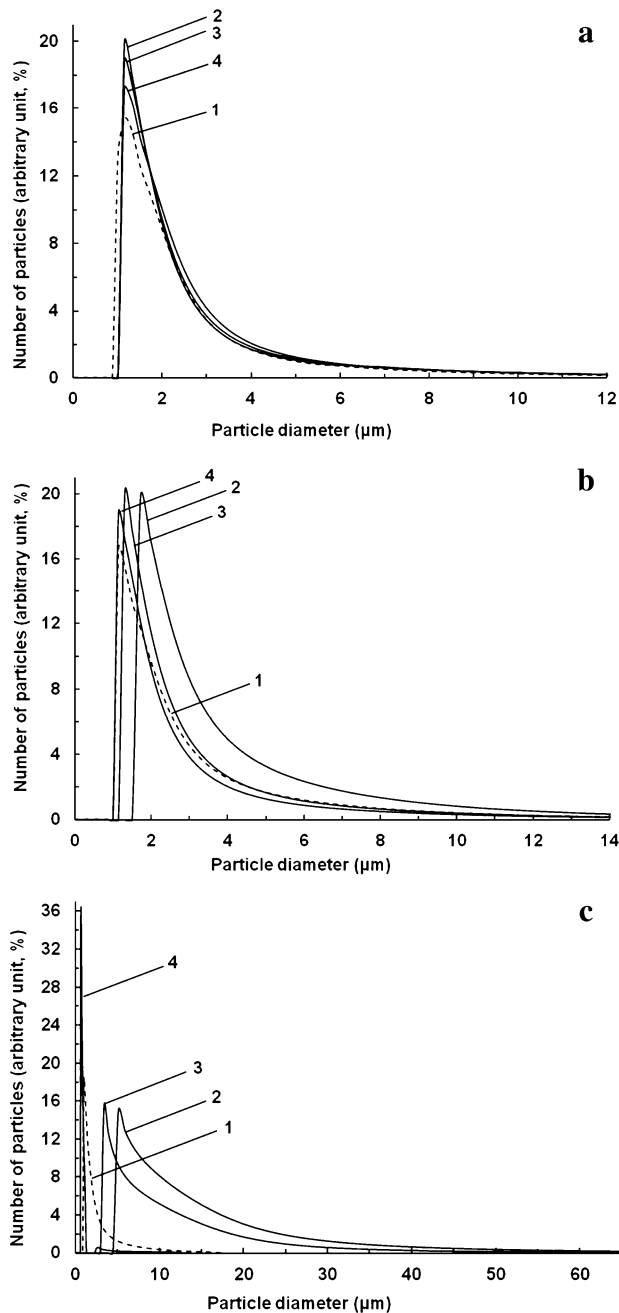 a
2
3
4
1
20
16
12
8
4
0
0 2 4 6 8 10 12
Number of particles (arbitrary unit, %)
Particle diameter (µm)
b
4
2
3
1
20
16
12
8
4
0
0 2 4 6 8 10 12 14
Number of particles (arbitrary unit, %)
Particle diameter (µm)
c
4
3
2
1
36
32
28
24
20
16
12
8
4
0
0 10 20 30 40 50 60
Number of particles (arbitrary unit, %)
Particle diameter (µm)